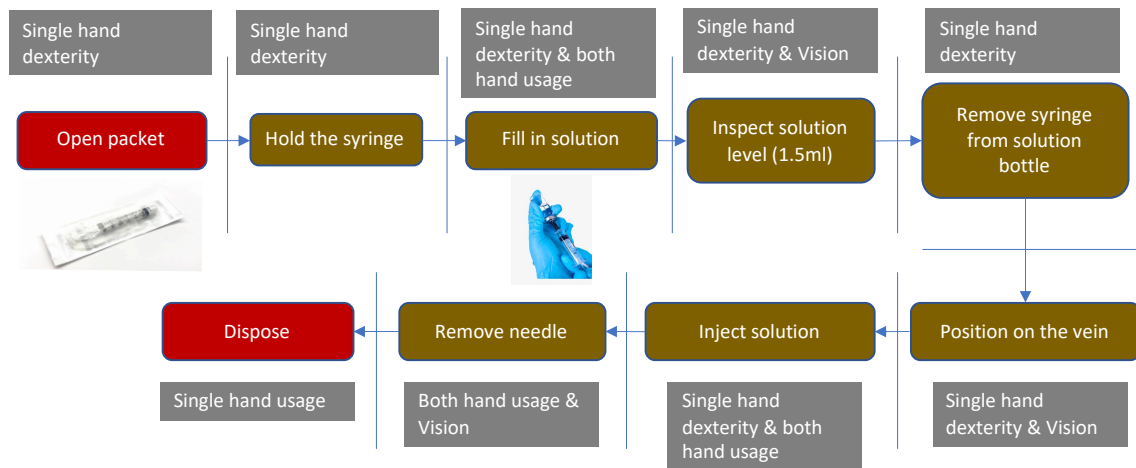 Single hand
dexterity
Single hand
dexterity
Single hand
dexterity & both
hand usage
Single hand
dexterity & Vision
Single hand
dexterity
Open packet
Hold the syringe
Fill in solution
Inspect solution
level (1.5ml)
Remove syringe
from solution
bottle
Dispose
Remove needle
Inject solution
Position on the vein
Single hand usage
Both hand usage &
Vision
Single hand
dexterity & both
hand usage
Single hand
dexterity & Vision